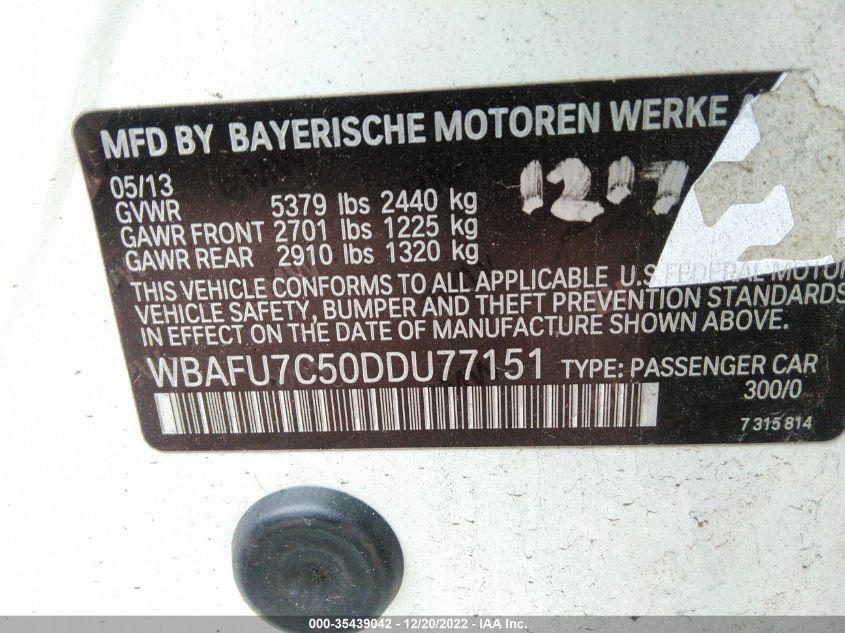 MFD BY BAYERISCHE MOTOREN WERKE
1217
05/13
GVWR 5379 lbs 2440 kg
GAWR FRONT 2701 lbs 1225 kg
GAWR REAR 2910 lbs 1320 kg
THIS VEHICLE CONFORMS TO ALL APPLICABLE U.S. FEDERAL MOTOR
VEHICLE SAFETY, BUMPER AND THEFT PREVENTION STANDARDS
IN EFFECT ON THE DATE OF MANUFACTURE SHOWN ABOVE.
WBAFU7C50DDU77151 TYPE: PASSENGER CAR
300/0
7 315 814
000-35439042 - 12/20/2022 - IAA Inc.